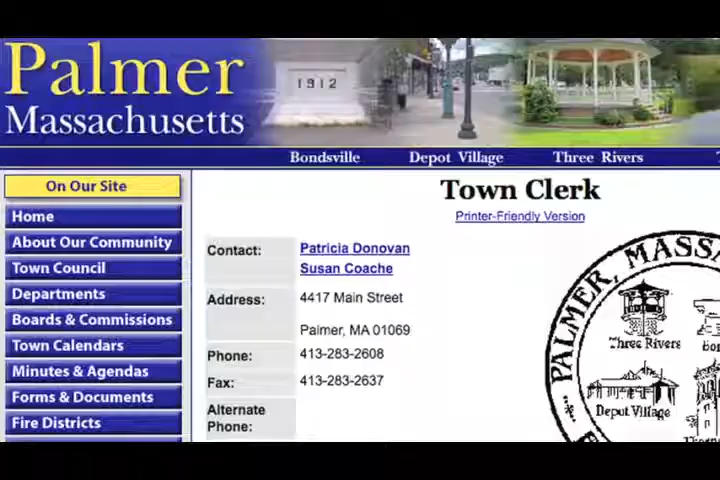 Palmer
Massachusetts
1912
Bondsville Depot Village Three Rivers
On Our Site
Home
About Our Community
Town Council
Departments
Boards & Commissions
Town Calendars
Minutes & Agendas
Forms & Documents
Fire Districts
Town Clerk
Printer-Friendly Version
Contact: Patricia Donovan
Susan Coache
Address: 4417 Main Street
Palmer, MA 01069
Phone: 413-283-2608
Fax: 413-283-2637
Alternate
Phone:
PALMER, MASSA
Three Rivers
Depot Village